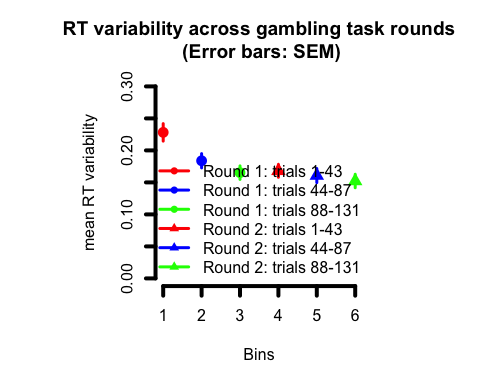 RT variability across gambling task rounds
(Error bars: SEM)
mean RT variability
0.30
0.20
0.10
0.00
Round 1: trials 1-43
Round 1: trials 44-87
Round 1: trials 88-131
Round 2: trials 1-43
Round 2: trials 44-87
Round 2: trials 88-131
1 2 3 4 5 6
Bins